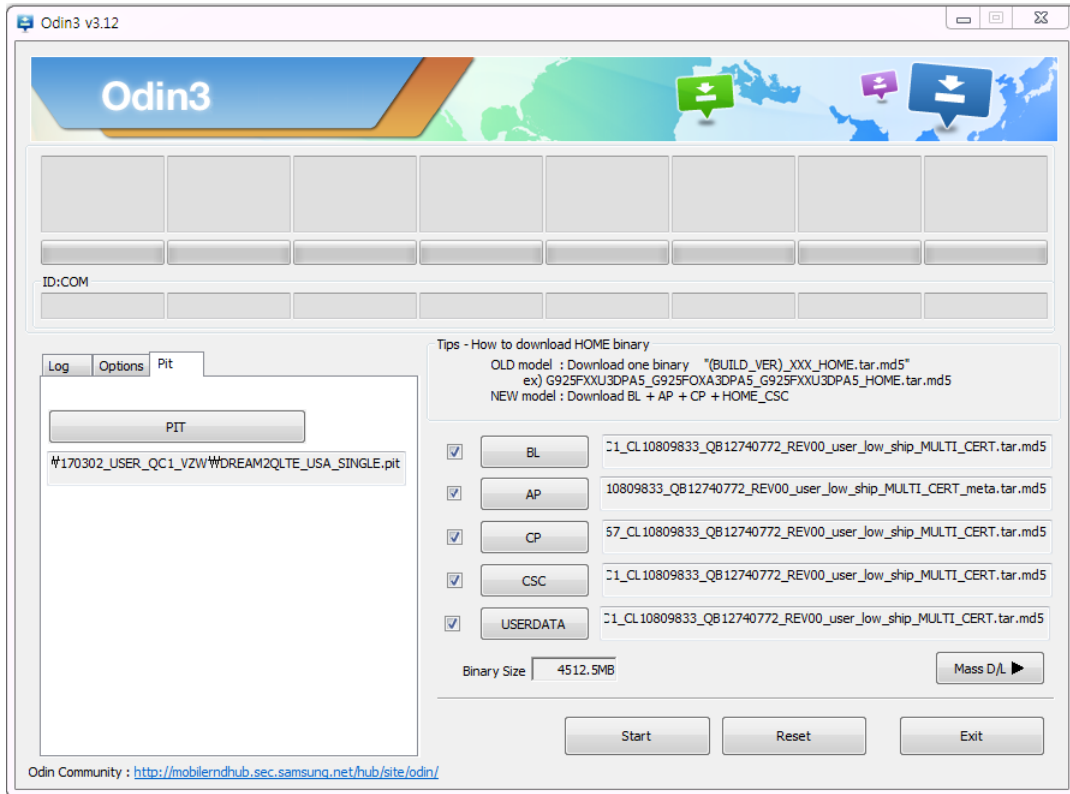 Odin3 v3.12
Odin3
ID:COM
Log
Options
Pit
PIT
₩170302_USER_QC1_VZW₩DREAM2QLTE_USA_SINGLE.pit
Tips - How to download HOME binary
OLD model : Download one binary "(BUILD_VER)_XXX_HOME.tar.md5"
ex) G925FXXU3DPA5_G925FOXA3DPA5_G925FXXU3DPA5_HOME.tar.md5
NEW model : Download BL + AP + CP + HOME_CSC
BL
C1_CL10809833_QB12740772_REV00_user_low_ship_MULTI_CERT.tar.md5
AP
10809833_QB12740772_REV00_user_low_ship_MULTI_CERT_meta.tar.md5
CP
67_CL10809833_QB12740772_REV00_user_low_ship_MULTI_CERT.tar.md5
CSC
C1_CL10809833_QB12740772_REV00_user_low_ship_MULTI_CERT.tar.md5
USERDATA
C1_CL10809833_QB12740772_REV00_user_low_ship_MULTI_CERT.tar.md5
Binary Size 4512.5MB
Mass D/L ▶
Start
Reset
Exit
Odin Community : http://mobilerndhub.sec.samsung.net/hub/site/odin/